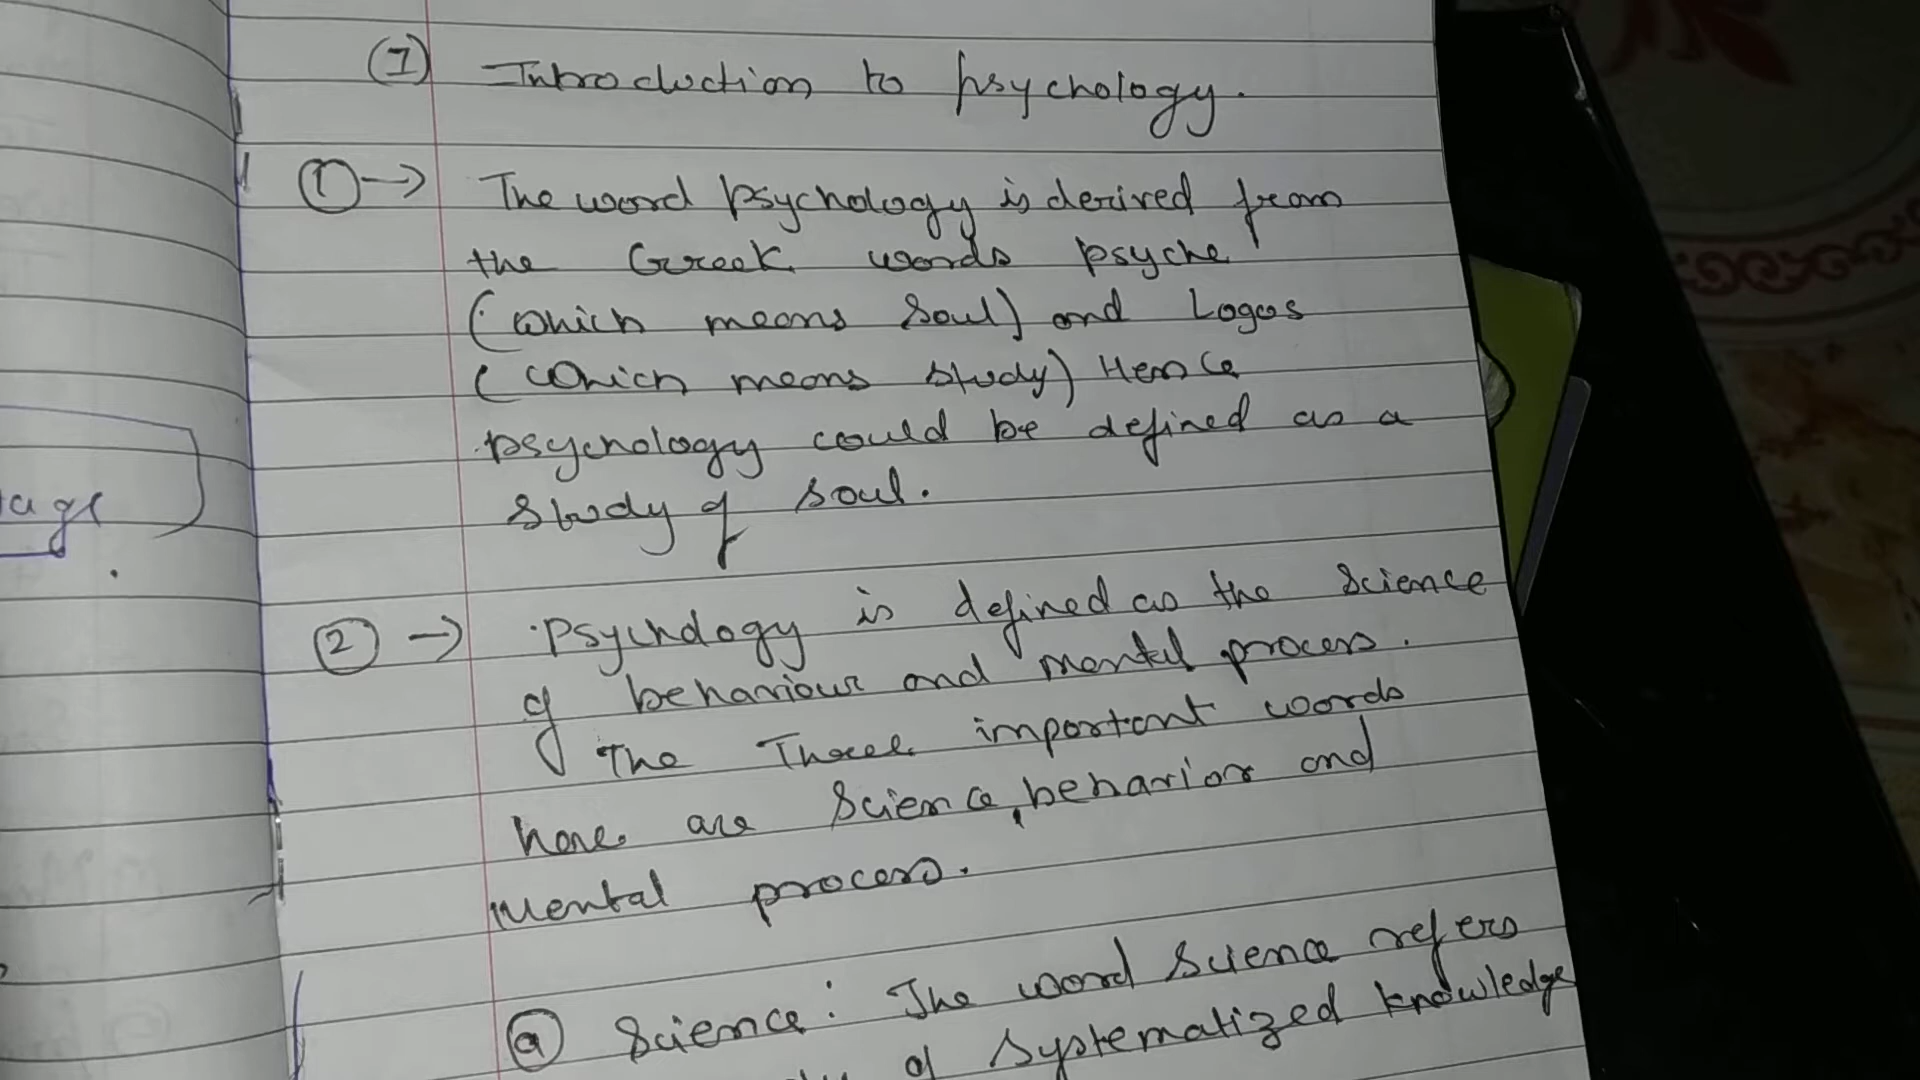 (I) Introduction to Psychology.
① → The word Psychology is derived from
the Greek words psyche
(which means Soul) and Logos
(which means study) Hence
psychology could be defined as a
study of soul.
② → Psychology is defined as the science
of behaviour and mental process.
The Three important words
here are Science, behavior and
mental process.
ⓐ Science: The word Science refers
of systematized knowledge